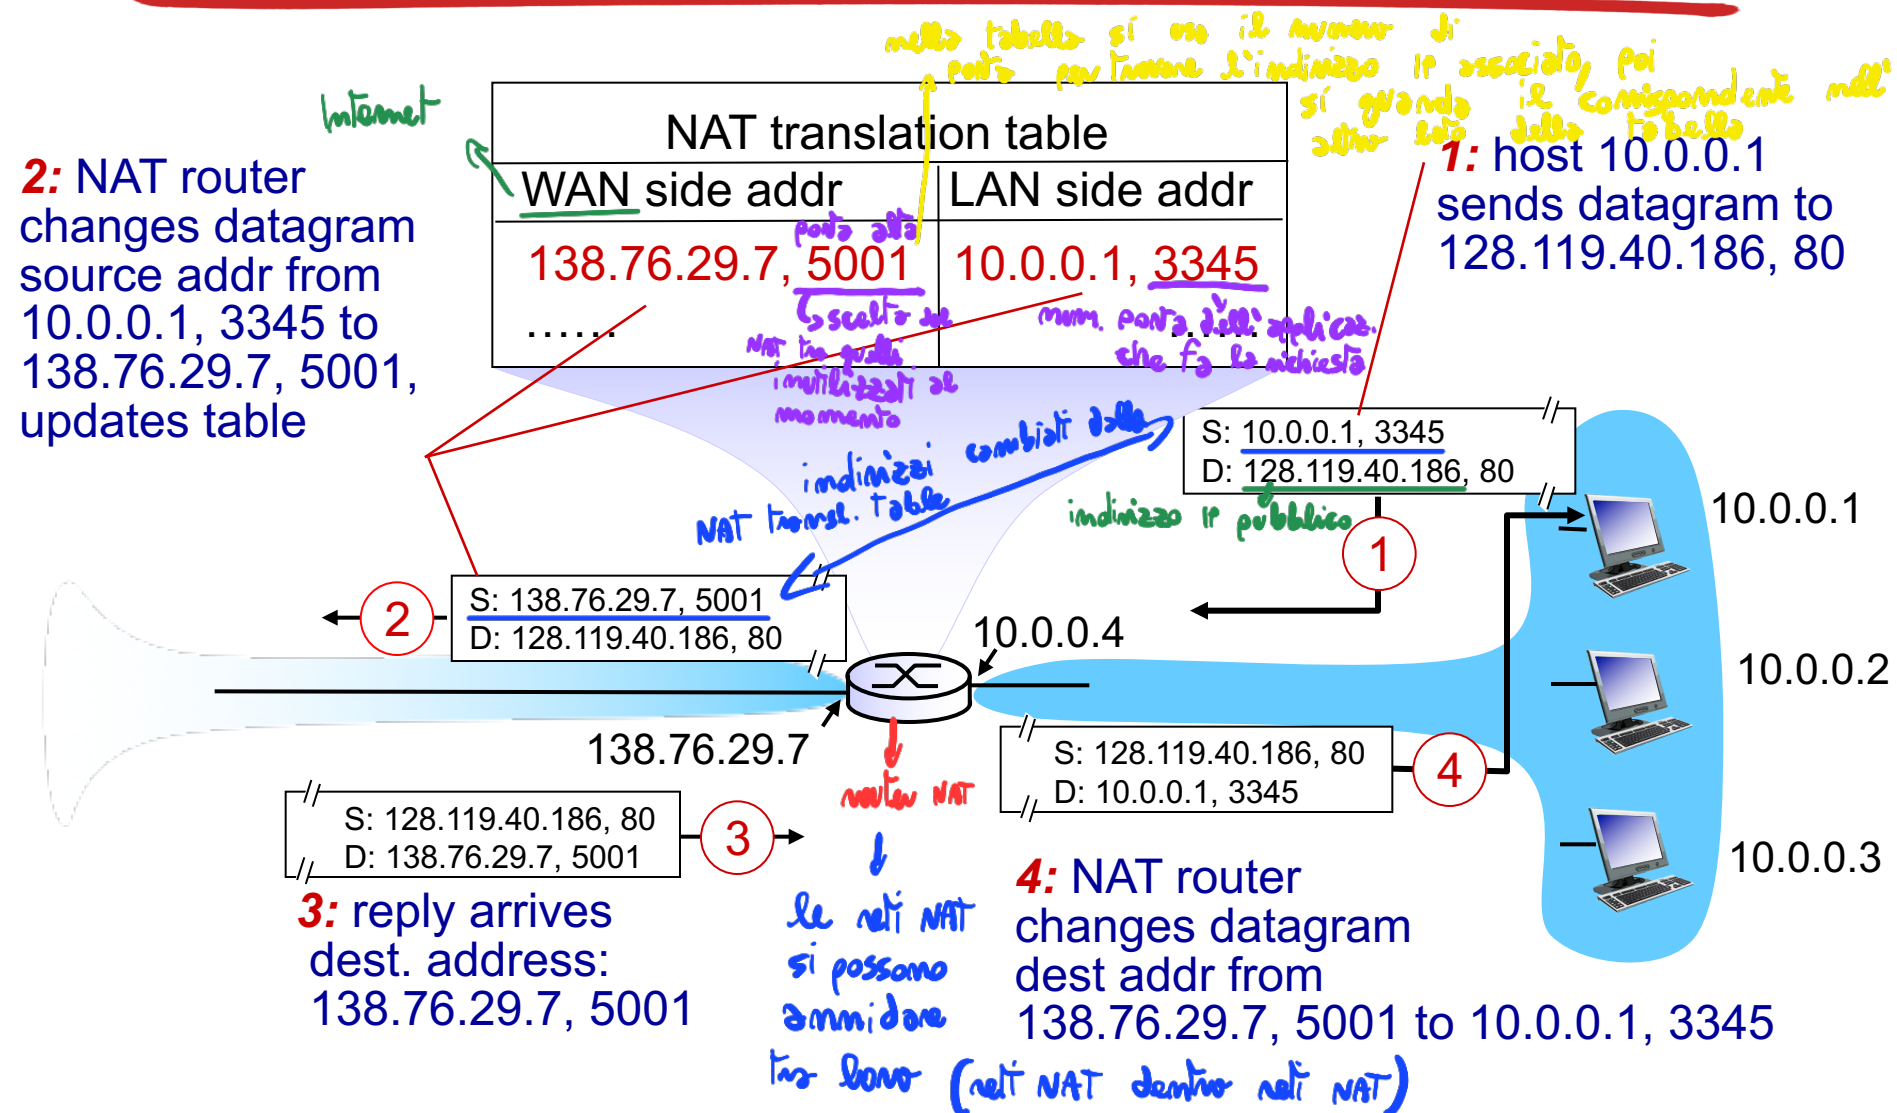 nella tabella si usa il numero di
porta per trovare l'indirizzo IP associato, poi
si guarda il corrispondente nell'
altro lato della tabella
Internet
NAT translation table
WAN side addr
LAN side addr
porta alta
138.76.29.7, 5001
10.0.0.1, 3345
......
......
scelta dal
NAT tra quelli
inutilizzati al
momento
num. porta dell'applicaz.
che fa la richiesta
2: NAT router
changes datagram
source addr from
10.0.0.1, 3345 to
138.76.29.7, 5001,
updates table
1: host 10.0.0.1
sends datagram to
128.119.40.186, 80
S: 10.0.0.1, 3345
D: 128.119.40.186, 80
indirizzo IP pubblico
indirizzi cambiati dalla
NAT transl. table
1
10.0.0.1
2
S: 138.76.29.7, 5001
D: 128.119.40.186, 80
10.0.0.4
10.0.0.2
138.76.29.7
router NAT
S: 128.119.40.186, 80
D: 10.0.0.1, 3345
4
S: 128.119.40.186, 80
D: 138.76.29.7, 5001
3
10.0.0.3
3: reply arrives
dest. address:
138.76.29.7, 5001
le reti NAT
si possono
annidare
tra loro (reti NAT dentro reti NAT)
4: NAT router
changes datagram
dest addr from
138.76.29.7, 5001 to 10.0.0.1, 3345